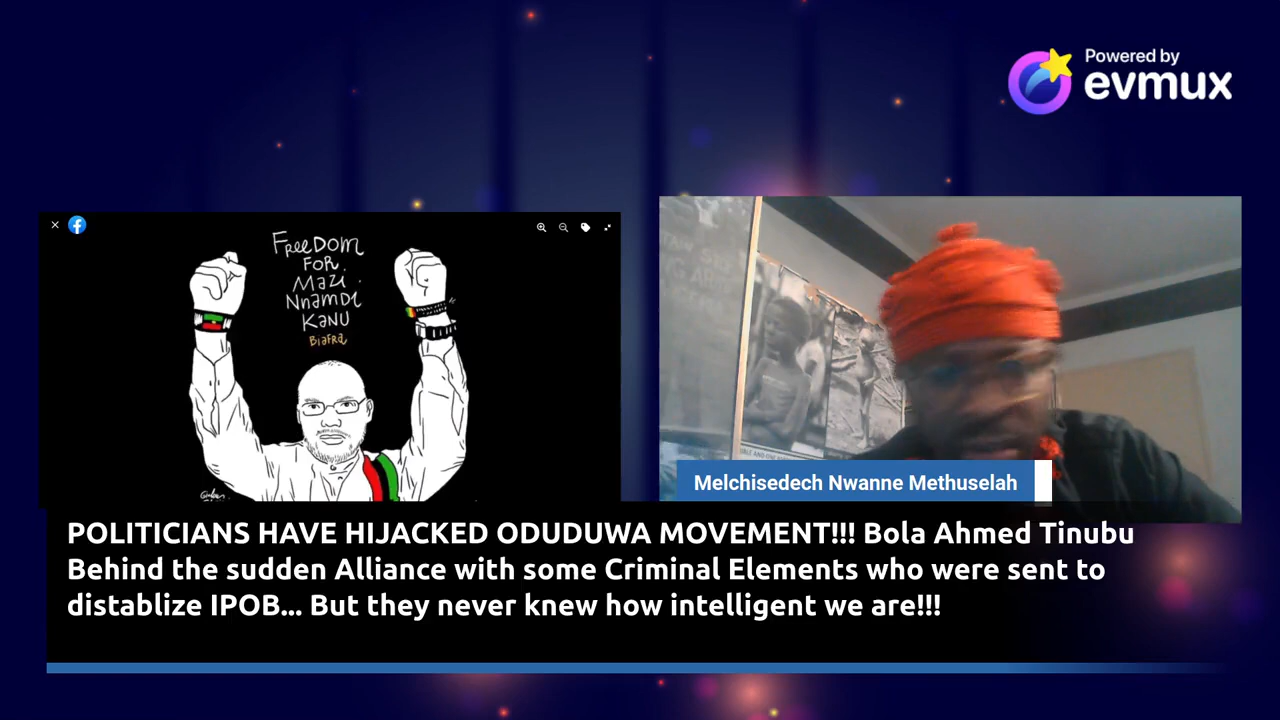 Powered by
evmux
FReeDOm
FOR.
Mazi
Nnamdi
KaNU
BiaFRa
Melchisedech Nwanne Methuselah
POLITICIANS HAVE HIJACKED ODUDUWA MOVEMENT!!! Bola Ahmed Tinubu
Behind the sudden Alliance with some Criminal Elements who were sent to
distablize IPOB... But they never knew how intelligent we are!!!